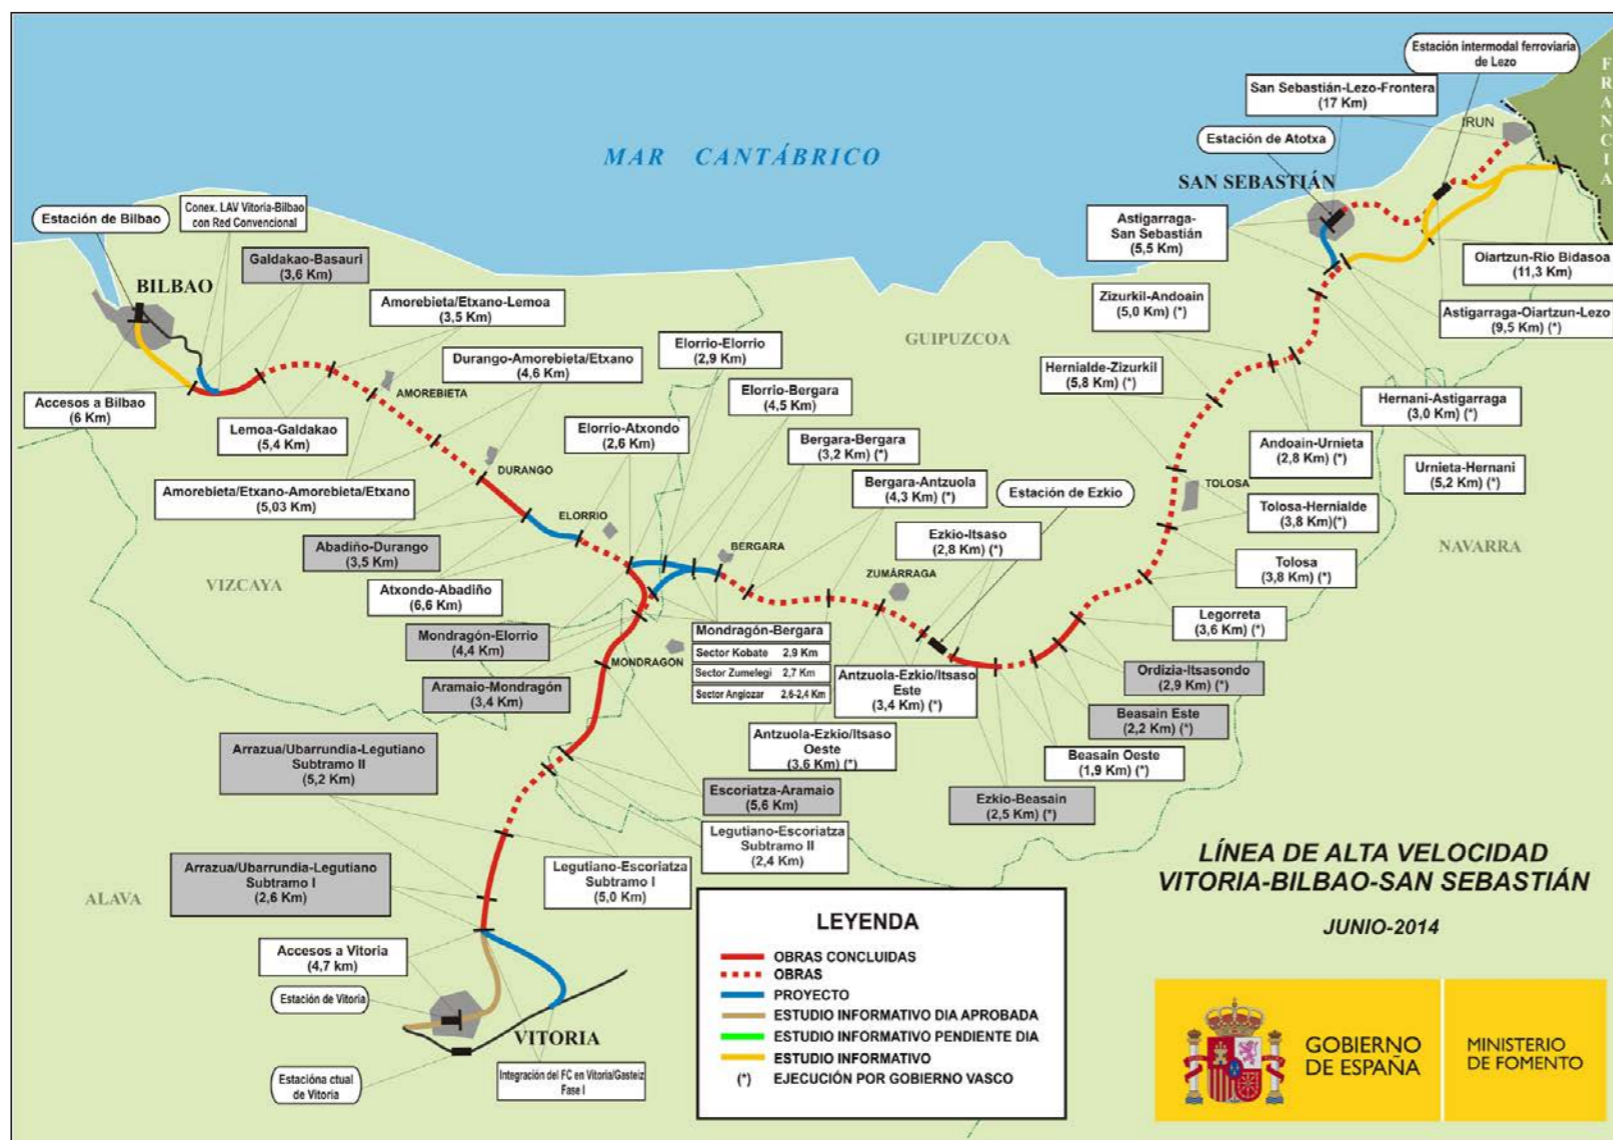 Estación intermodal ferroviaria
de Lezo
FRANCIA
San Sebastián-Lezo-Frontera
(17 Km)
IRUN
Estación de Atotxa
MAR CANTÁBRICO
SAN SEBASTIÁN
Estación de Bilbao
Conex. LAV Vitoria-Bilbao
con Red Convencional
Astigarraga-
San Sebastián
(5,5 Km)
Galdakao-Basauri
(3,6 Km)
Oiartzun-Rio Bidasoa
(11,3 Km)
BILBAO
Amorebieta/Etxano-Lemoa
(3,5 Km)
Zizurkil-Andoain
(5,0 Km) (*)
Astigarraga-Oiartzun-Lezo
(9,5 Km) (*)
GUIPUZCOA
Elorrio-Elorrio
(2,9 Km)
Durango-Amorebieta/Etxano
(4,6 Km)
Hernialde-Zizurkil
(5,8 Km) (*)
AMOREBIETA
Elorrio-Bergara
(4,5 Km)
Accesos a Bilbao
(6 Km)
Hernani-Astigarraga
(3,0 Km) (*)
Lemoa-Galdakao
(5,4 Km)
Elorrio-Atxondo
(2,6 Km)
Bergara-Bergara
(3,2 Km) (*)
Andoain-Urnieta
(2,8 Km) (*)
Urnieta-Hernani
(5,2 Km) (*)
DURANGO
Bergara-Antzuola
(4,3 Km) (*)
Estación de Ezkio
TOLOSA
Amorebieta/Etxano-Amorebieta/Etxano
(5,03 Km)
Tolosa-Hernialde
(3,8 Km)(*)
ELORRIO
Ezkio-Itsaso
(2,8 Km) (*)
Abadiño-Durango
(3,5 Km)
BERGARA
NAVARRA
Tolosa
(3,8 Km) (*)
ZUMÁRRAGA
VIZCAYA
Atxondo-Abadiño
(6,6 Km)
Legorreta
(3,6 Km) (*)
Mondragón-Elorrio
(4,4 Km)
Mondragón-Bergara
Sector Kobate 2,9 Km
Sector Zumelegi 2,7 Km
Sector Angiozar 2,6-2,4 Km
MONDRAGON
Antzuola-Ezkio/Itsaso
Este
(3,4 Km) (*)
Ordizia-Itsasondo
(2,9 Km) (*)
Aramaio-Mondragón
(3,4 Km)
Beasain Este
(2,2 Km) (*)
Antzuola-Ezkio/Itsaso
Oeste
(3,6 Km) (*)
Beasain Oeste
(1,9 Km) (*)
Arrazua/Ubarrundia-Legutiano
Subtramo II
(5,2 Km)
Escoriatza-Aramaio
(5,6 Km)
Ezkio-Beasain
(2,5 Km) (*)
Legutiano-Escoriatza
Subtramo II
(2,4 Km)
Arrazua/Ubarrundia-Legutiano
Subtramo I
(2,6 Km)
Legutiano-Escoriatza
Subtramo I
(5,0 Km)
ALAVA
LÍNEA DE ALTA VELOCIDAD
VITORIA-BILBAO-SAN SEBASTIÁN
JUNIO-2014
Accesos a Vitoria
(4,7 km)
Estación de Vitoria
VITORIA
Estacióna ctual
de Vitoria
Integración del FC en Vitoria/Gasteiz
Fase I
LEYENDA
OBRAS CONCLUIDAS
OBRAS
PROYECTO
ESTUDIO INFORMATIVO DIA APROBADA
ESTUDIO INFORMATIVO PENDIENTE DIA
ESTUDIO INFORMATIVO
(*) EJECUCIÓN POR GOBIERNO VASCO
GOBIERNO
DE ESPAÑA
MINISTERIO
DE FOMENTO